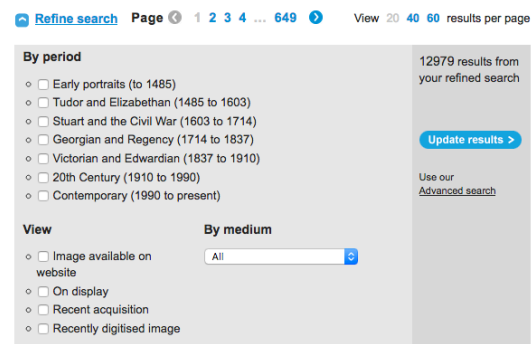 Refine search Page 1 2 3 4 ... 649 View 20 40 60 results per page
By period
Early portraits (to 1485)
Tudor and Elizabethan (1485 to 1603)
Stuart and the Civil War (1603 to 1714)
Georgian and Regency (1714 to 1837)
Victorian and Edwardian (1837 to 1910)
20th Century (1910 to 1990)
Contemporary (1990 to present)
View
Image available on
website
On display
Recent acquisition
Recently digitised image
By medium
All
12979 results from
your refined search
Update results >
Use our
Advanced search